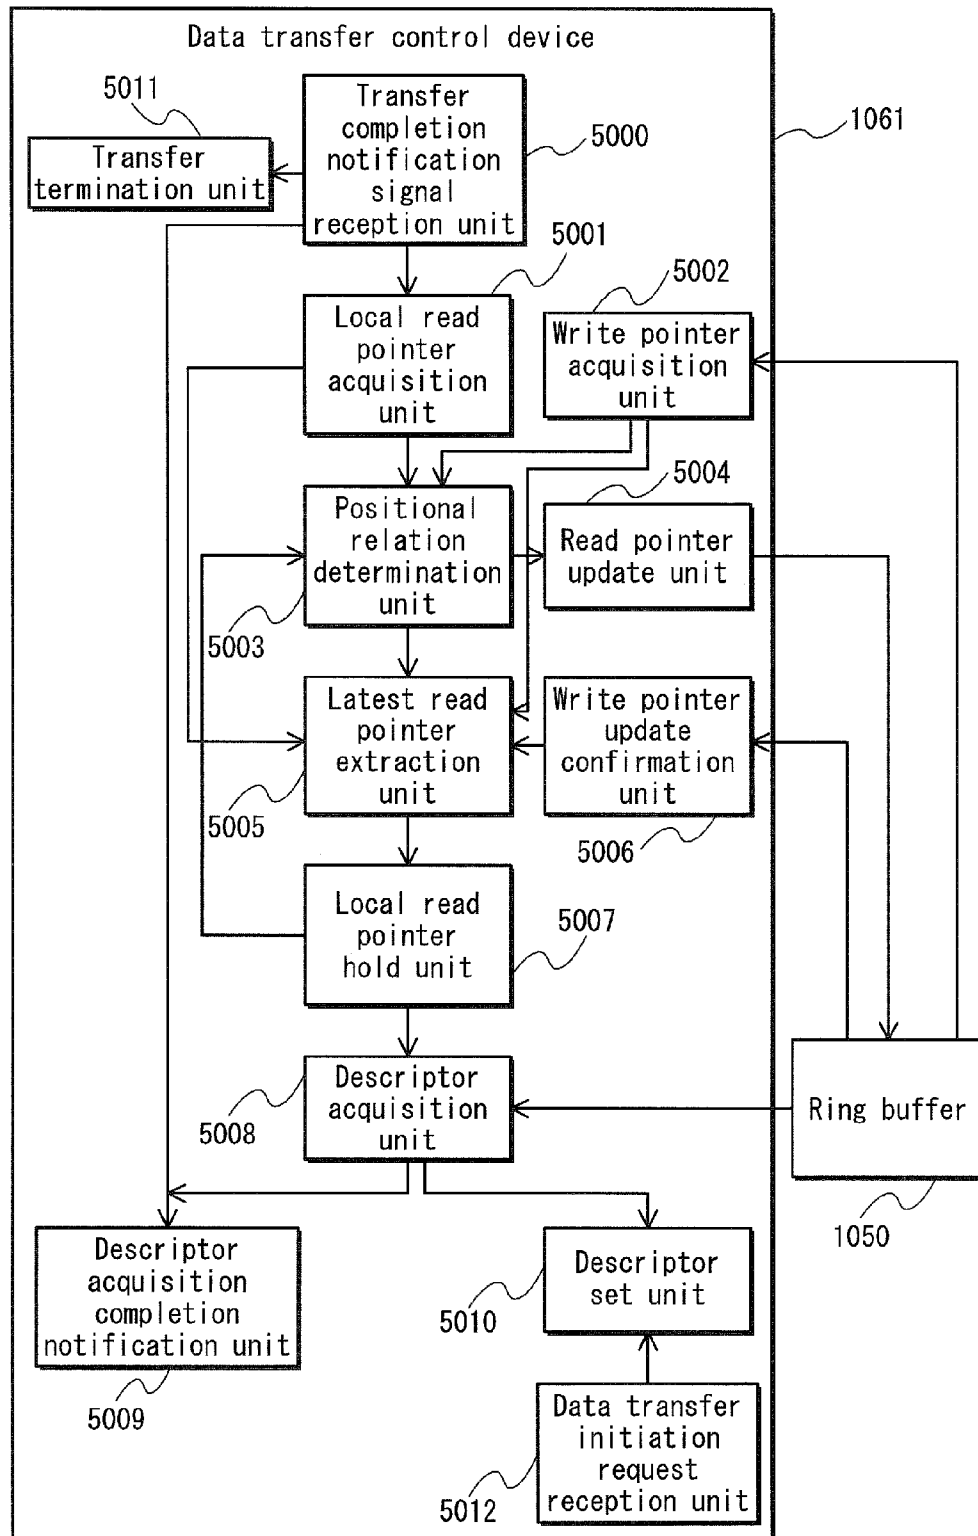 Data transfer control device
5011
Transfer
termination unit
Transfer
completion
notification
signal
reception unit
5000
1061
5001
Local read
pointer
acquisition
unit
5002
Write pointer
acquisition
unit
Positional
relation
determination
unit
5003
5004
Read pointer
update unit
Latest read
pointer
extraction
unit
5005
Write pointer
update
confirmation
unit
5006
Local read
pointer
hold unit
5007
Descriptor
acquisition
unit
5008
Ring buffer
1050
Descriptor
acquisition
completion
notification unit
5009
Descriptor
set unit
5010
Data transfer
initiation
request
reception unit
5012